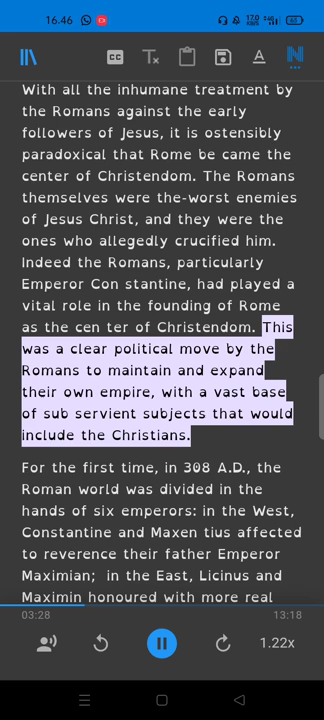 16.46
17.0 KB/S
62
CC
With all the inhumane treatment by
the Romans against the early
followers of Jesus, it is ostensibly
paradoxical that Rome be came the
center of Christendom. The Romans
themselves were the-worst enemies
of Jesus Christ, and they were the
ones who allegedly crucified him.
Indeed the Romans, particularly
Emperor Con stantine, had played a
vital role in the founding of Rome
as the cen ter of Christendom. This
was a clear political move by the
Romans to maintain and expand
their own empire, with a vast base
of sub servient subjects that would
include the Christians.
For the first time, in 308 A.D., the
Roman world was divided in the
hands of six emperors: in the West,
Constantine and Maxen tius affected
to reverence their father Emperor
Maximian; in the East, Licinus and
Maximin honoured with more real
03:28
13:18
1.22x